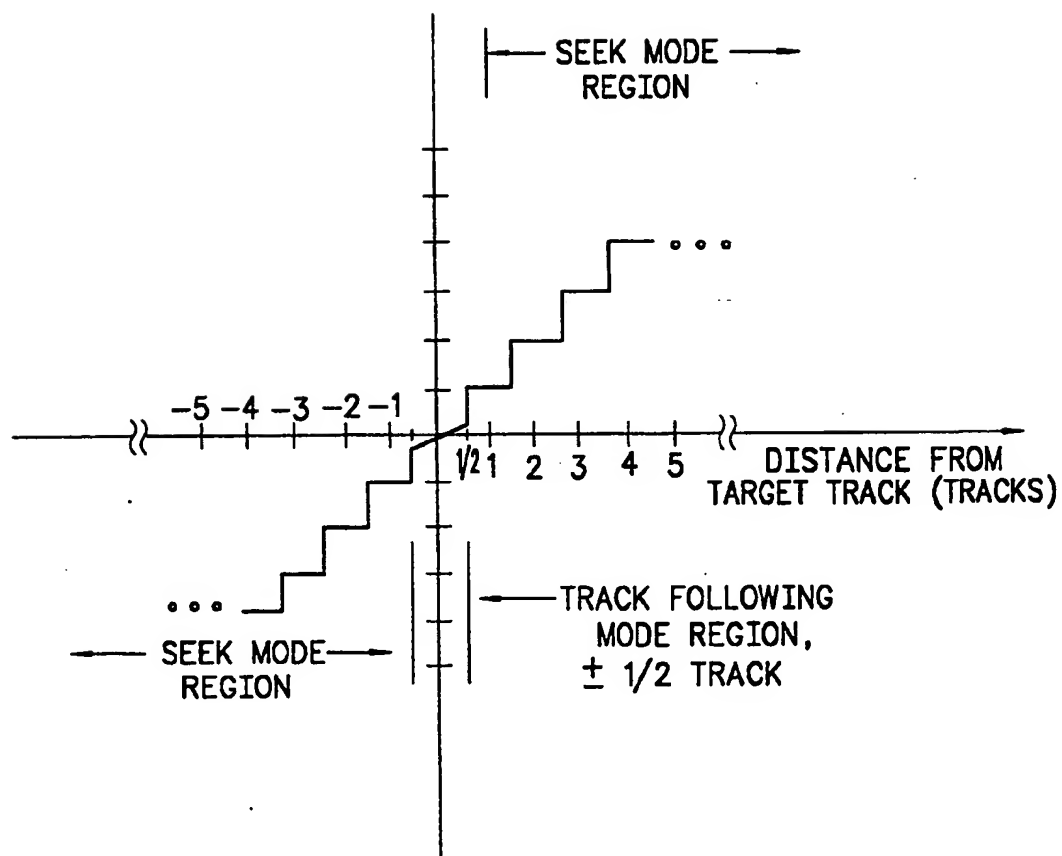 SEEK MODE
REGION
-5 -4 -3 -2 -1
1/2 1 2 3 4 5
DISTANCE FROM
TARGET TRACK (TRACKS)
TRACK FOLLOWING
MODE REGION,
± 1/2 TRACK
SEEK MODE
REGION